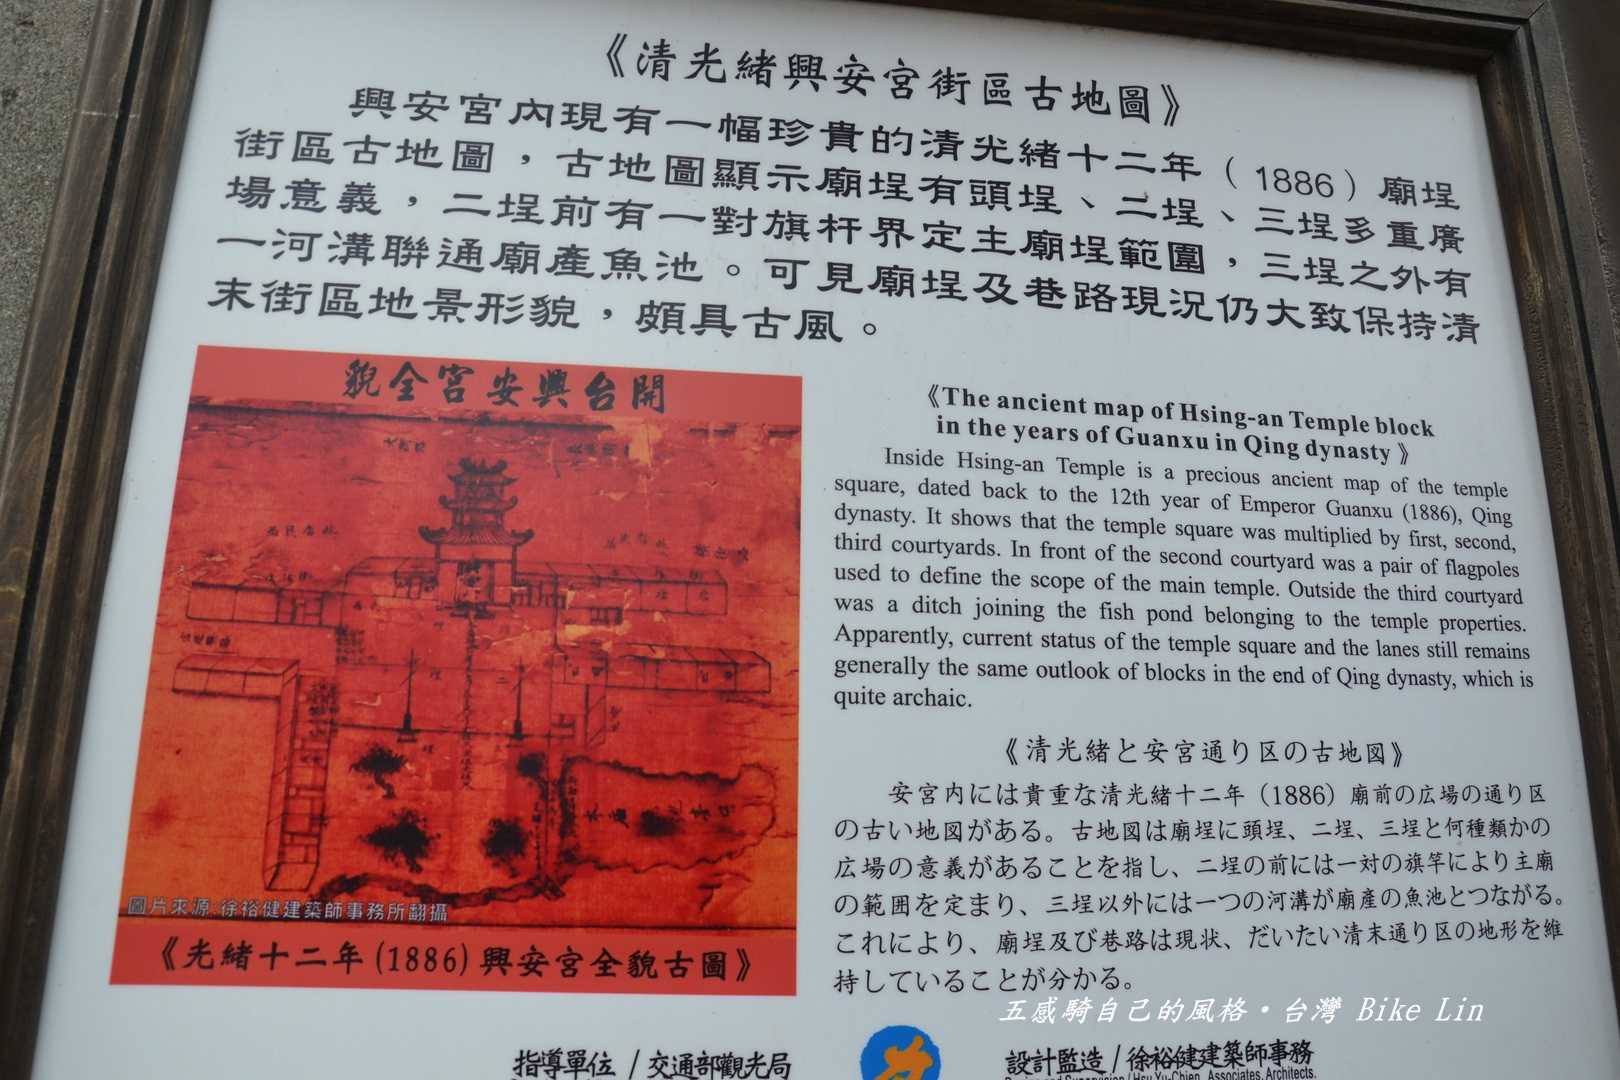 《清光緒興安宮街區古地圖》
興安宮內現有一幅珍貴的清光緒十二年（1886）廟埕
街區古地圖，古地圖顯示廟埕有頭埕、二埕、三埕多重廣
場意義，二埕前有一對旗杆界定主廟埕範圍，三埕之外有
一河溝聯通廟產魚池。可見廟埕及巷路現況仍大致保持清
末街區地景形貌，頗具古風。
貌全宮安興台開
圖片來源:徐裕健建築師事務所翻攝
《光緒十二年(1886)興安宮全貌古圖》
《The ancient map of Hsing-an Temple block
in the years of Guanxu in Qing dynasty》
Inside Hsing-an Temple is a precious ancient map of the temple
square, dated back to the 12th year of Emperor Guanxu (1886), Qing
dynasty. It shows that the temple square was multiplied by first, second,
third courtyards. In front of the second courtyard was a pair of flagpoles
used to define the scope of the main temple. Outside the third courtyard
was a ditch joining the fish pond belonging to the temple properties.
Apparently, current status of the temple square and the lanes still remains
generally the same outlook of blocks in the end of Qing dynasty, which is
quite archaic.
《清光緒と安宮通り区の古地図》
安宮内には貴重な清光緒十二年（1886）廟前の広場の通り区
の古い地図がある。古地図は廟埕に頭埕、二埕、三埕と何種類かの
広場の意義があることを指し、二埕の前には一対の旗竿により主廟
の範囲を定まり、三埕以外には一つの河溝が廟產の魚池とつながる。
これにより、廟埕及び巷路は現状、だいたい清末通り区の地形を維
持していることが分かる。
五感騎自己的風格・台灣 Bike Lin
指導單位 / 交通部觀光局
設計監造 / 徐裕健建築師事務
Design and Supervision / Hsu Yu-Chien, Associates, Architects.